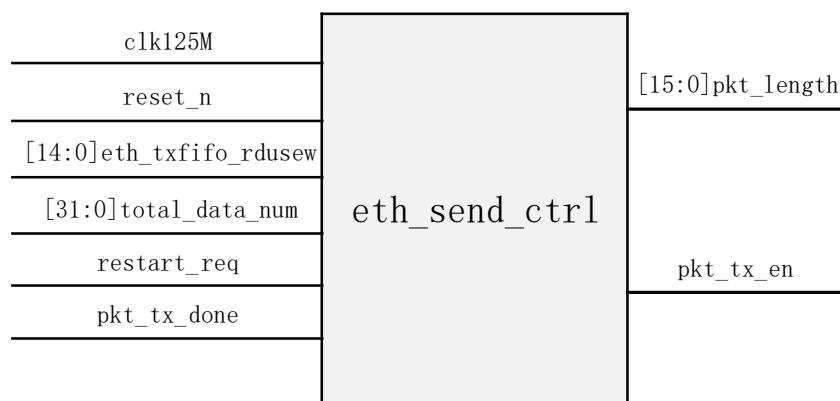 clk125M
reset_n
[14:0]eth_txfifo_rdusew
[31:0]total_data_num
restart_req
pkt_tx_done
eth_send_ctrl
[15:0]pkt_length
pkt_tx_en